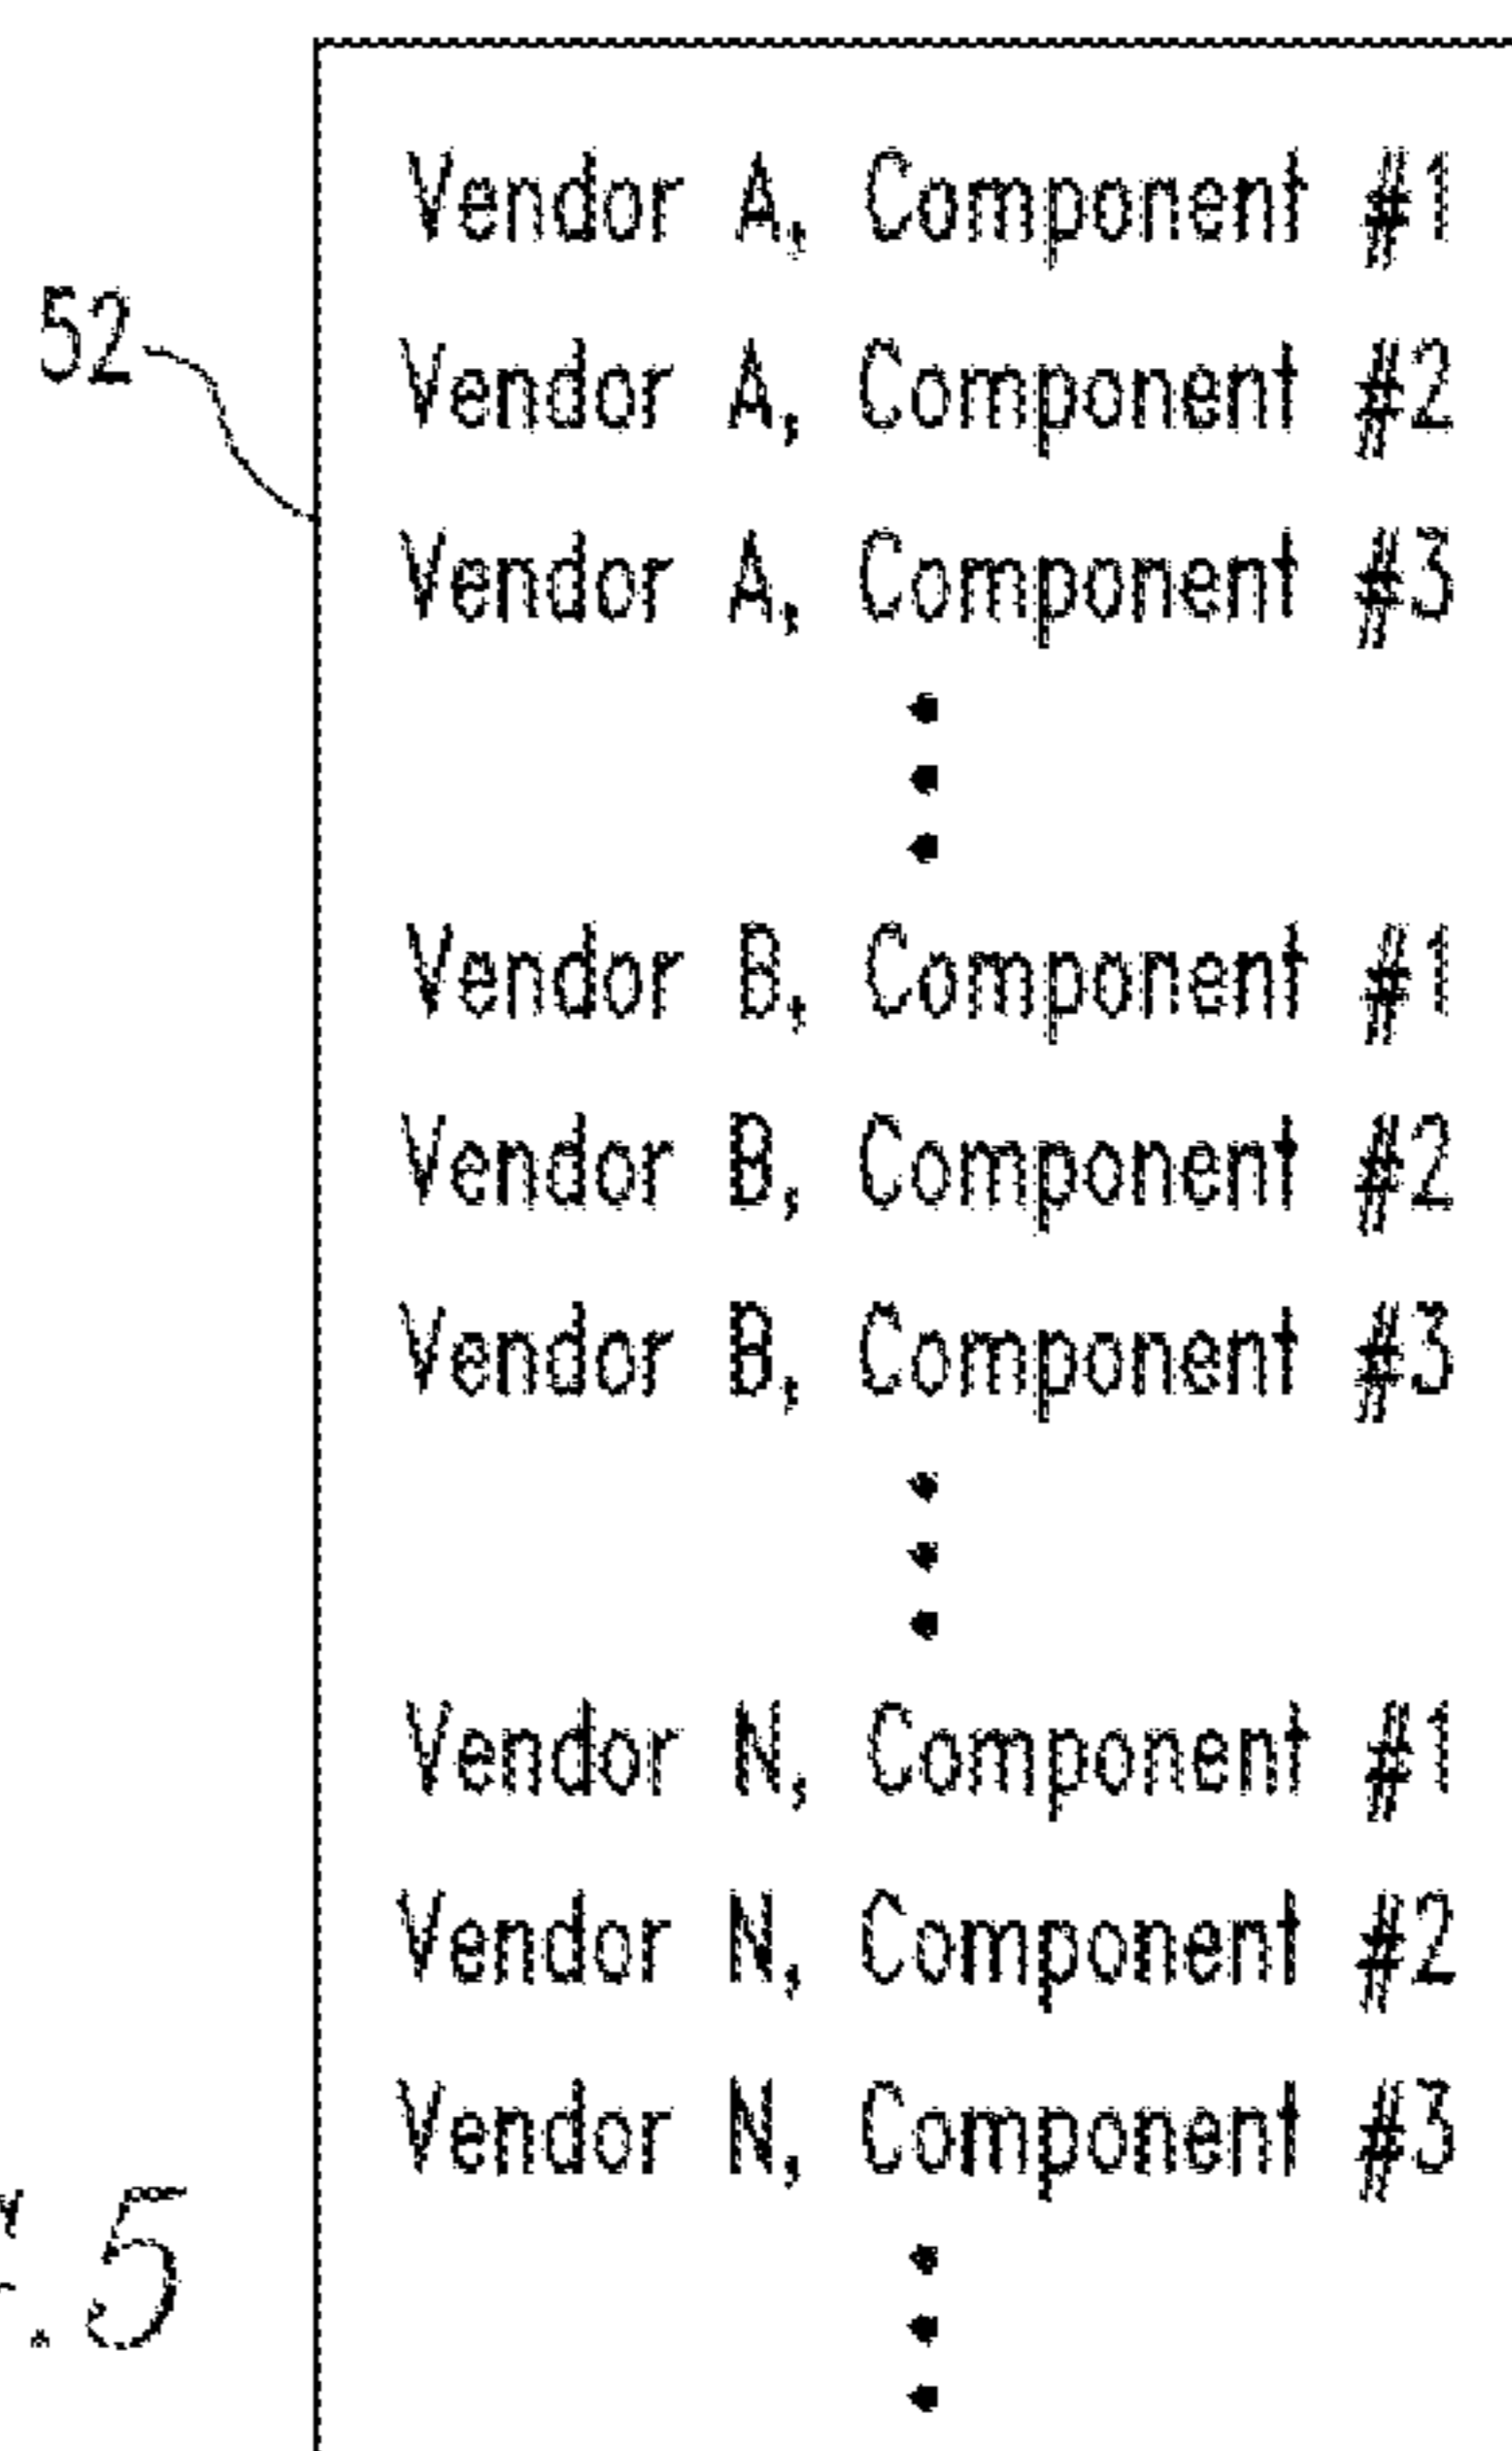 Vendor A, Component #1
52
Vendor A, Component #2
Vendor A, Component #3
Vendor B, Component #1
Vendor B, Component #2
Vendor B, Component #3
Vendor N, Component #1
Vendor N, Component #2
Vendor N, Component #3
. 5